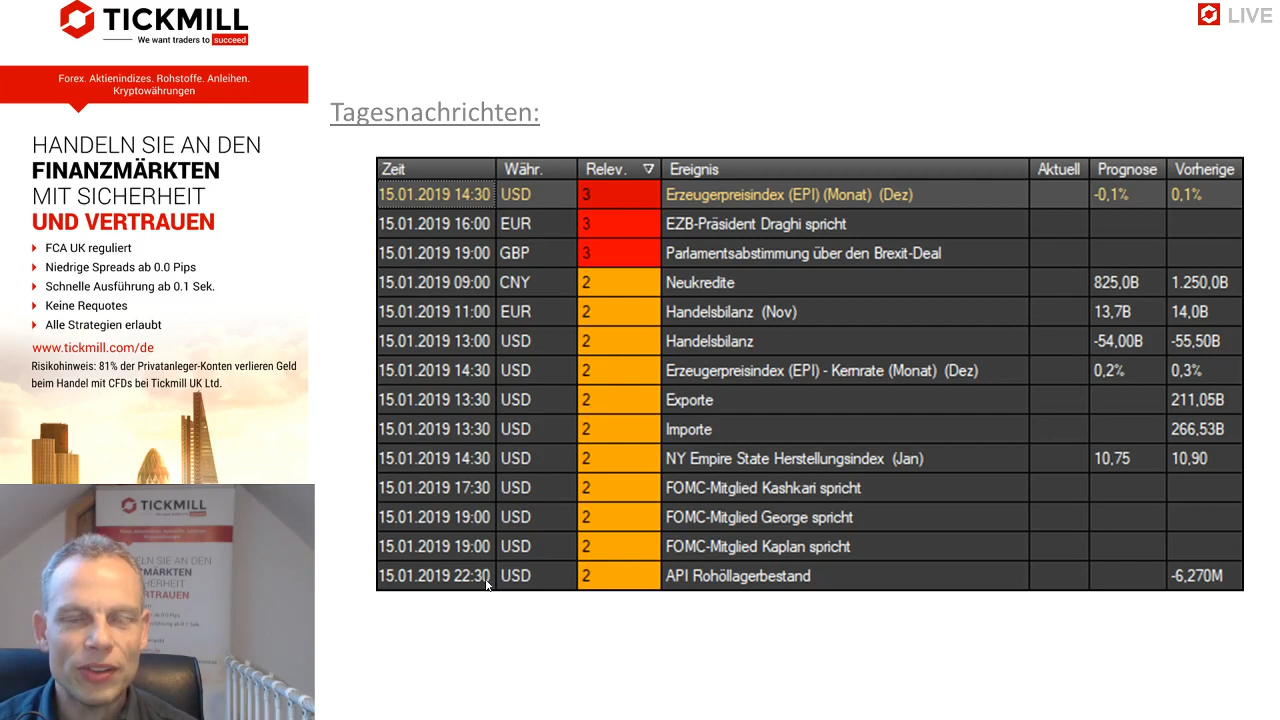 TICKMILL
We want traders to succeed
LIVE
Forex. Aktienindizes. Rohstoffe. Anleihen.
Kryptowährungen
HANDELN SIE AN DEN
FINANZMÄRKTEN
MIT SICHERHEIT
UND VERTRAUEN
FCA UK reguliert
Niedrige Spreads ab 0.0 Pips
Schnelle Ausführung ab 0.1 Sek.
Keine Requotes
Alle Strategien erlaubt
www.tickmill.com/de
Risikohinweis: 81% der Privatanleger-Konten verlieren Geld
beim Handel mit CFDs bei Tickmill UK Ltd.
Tagesnachrichten:
Zeit Währ. Relev. Ereignis Aktuell Prognose Vorherige
15.01.2019 14:30 USD 3 Erzeugerpreisindex (EPI) (Monat) (Dez) -0,1% 0,1%
15.01.2019 16:00 EUR 3 EZB-Präsident Draghi spricht
15.01.2019 19:00 GBP 3 Parlamentsabstimmung über den Brexit-Deal
15.01.2019 09:00 CNY 2 Neukredite 825,0B 1.250,0B
15.01.2019 11:00 EUR 2 Handelsbilanz (Nov) 13,7B 14,0B
15.01.2019 13:00 USD 2 Handelsbilanz -54,00B -55,50B
15.01.2019 14:30 USD 2 Erzeugerpreisindex (EPI) - Kernrate (Monat) (Dez) 0,2% 0,3%
15.01.2019 13:30 USD 2 Exporte 211,05B
15.01.2019 13:30 USD 2 Importe 266,53B
15.01.2019 14:30 USD 2 NY Empire State Herstellungsindex (Jan) 10,75 10,90
15.01.2019 17:30 USD 2 FOMC-Mitglied Kashkari spricht
15.01.2019 19:00 USD 2 FOMC-Mitglied George spricht
15.01.2019 19:00 USD 2 FOMC-Mitglied Kaplan spricht
15.01.2019 22:30 USD 2 API Rohöllagerbestand -6,270M
TICKMILL